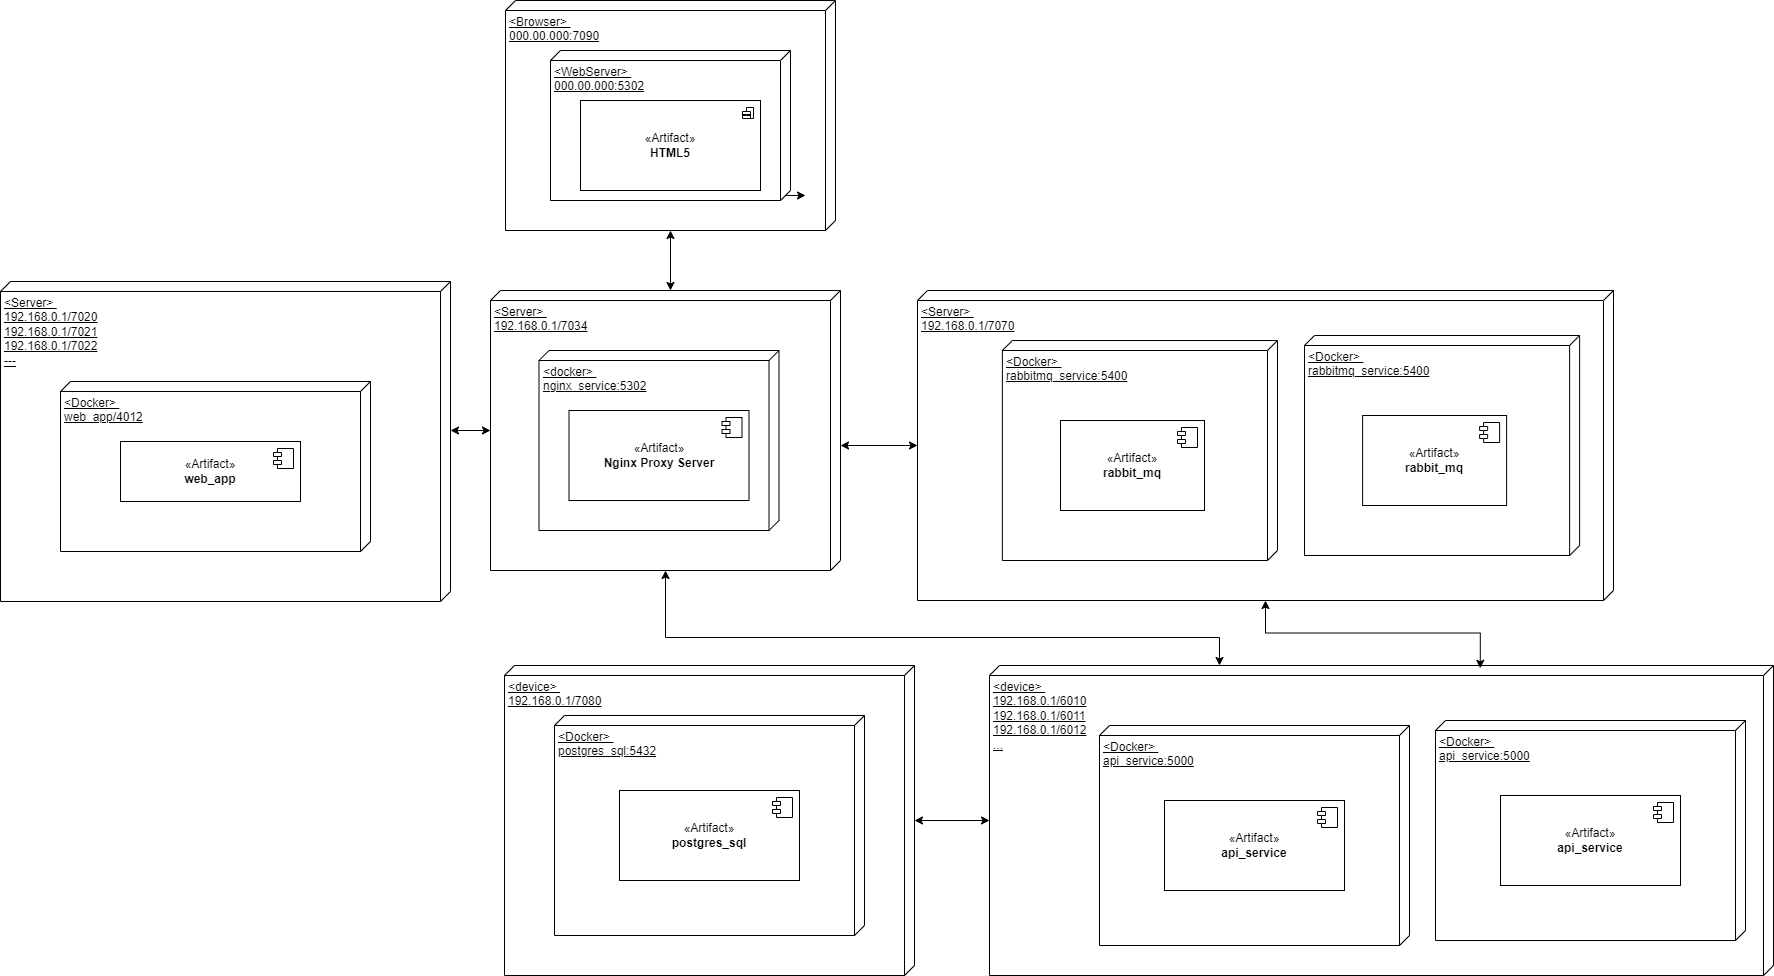 <Browser>
000.00.000:7090
<WebServer>
000.00.000:5302
«Artifact»
HTML5
<Server>
192.168.0.1/7020
192.168.0.1/7021
192.168.0.1/7022
---
<Docker>
web_app/4012
«Artifact»
web_app
<Server>
192.168.0.1/7034
<docker>
nginx_service:5302
«Artifact»
Nginx Proxy Server
<Server>
192.168.0.1/7070
<Docker>
rabbitmq_service:5400
«Artifact»
rabbit_mq
<Docker>
rabbitmq_service:5400
«Artifact»
rabbit_mq
<device>
192.168.0.1/7080
<Docker>
postgres_sql:5432
«Artifact»
postgres_sql
<device>
192.168.0.1/6010
192.168.0.1/6011
192.168.0.1/6012
...
<Docker>
api_service:5000
«Artifact»
api_service
<Docker>
api_service:5000
«Artifact»
api_service